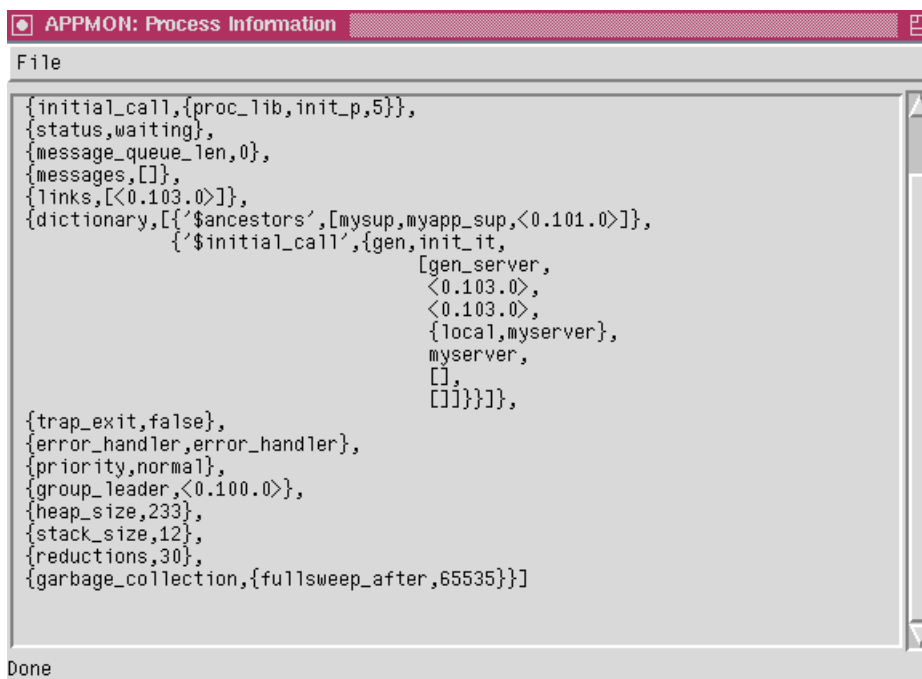 APPMON: Process Information
File
{initial_call,{proc_lib,init_p,5}},
{status,waiting},
{message_queue_len,0},
{messages,[]},
{links,[<0.103.0>]},
{dictionary,[{'$ancestors',[mysup,myapp_sup,<0.101.0>]},
{'$initial_call',{gen,init_it,
[gen_server,
<0.103.0>,
<0.103.0>,
{local,myserver},
myserver,
[],
[]]}}]},
{trap_exit,false},
{error_handler,error_handler},
{priority,normal},
{group_leader,<0.100.0>},
{heap_size,233},
{stack_size,12},
{reductions,30},
{garbage_collection,{fullsweep_after,65535}}]
Done